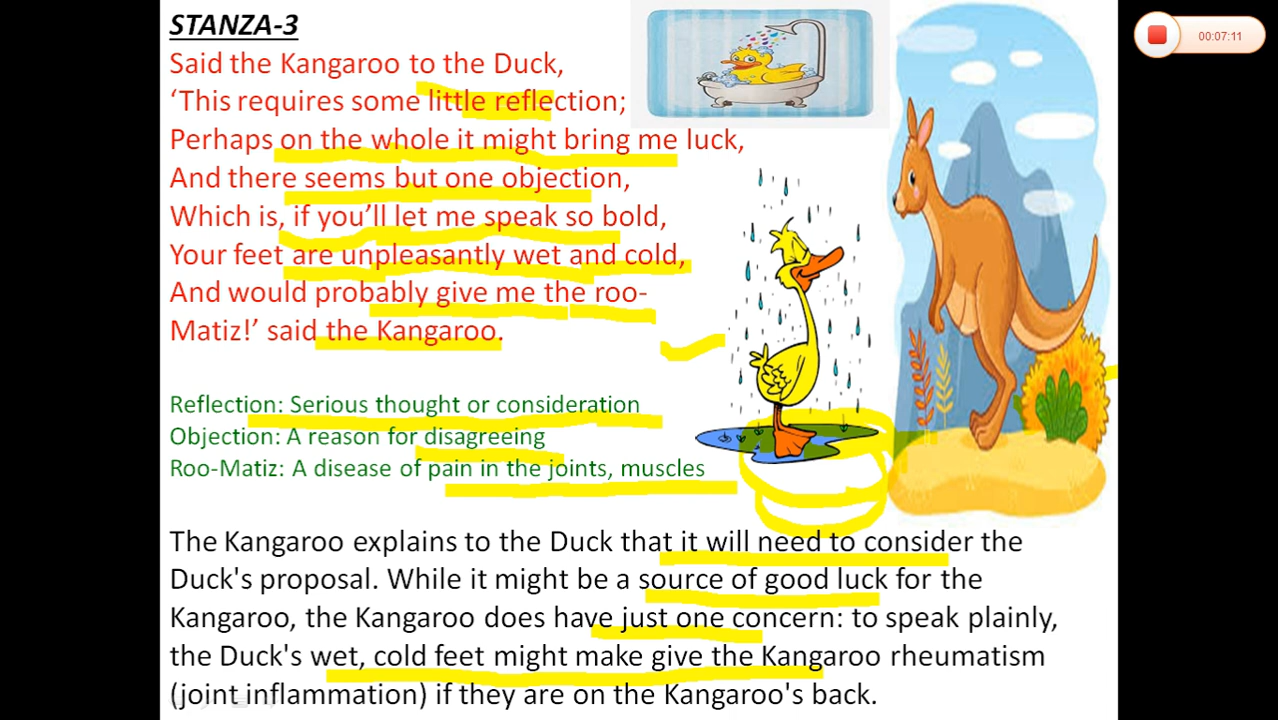 STANZA-3
Said the Kangaroo to the Duck,
‘This requires some little reflection;
Perhaps on the whole it might bring me luck,
And there seems but one objection,
Which is, if you’ll let me speak so bold,
Your feet are unpleasantly wet and cold,
And would probably give me the roo-
Matiz!’ said the Kangaroo.
Reflection: Serious thought or consideration
Objection: A reason for disagreeing
Roo-Matiz: A disease of pain in the joints, muscles
The Kangaroo explains to the Duck that it will need to consider the
Duck's proposal. While it might be a source of good luck for the
Kangaroo, the Kangaroo does have just one concern: to speak plainly,
the Duck's wet, cold feet might make give the Kangaroo rheumatism
(joint inflammation) if they are on the Kangaroo's back.
00:07:11